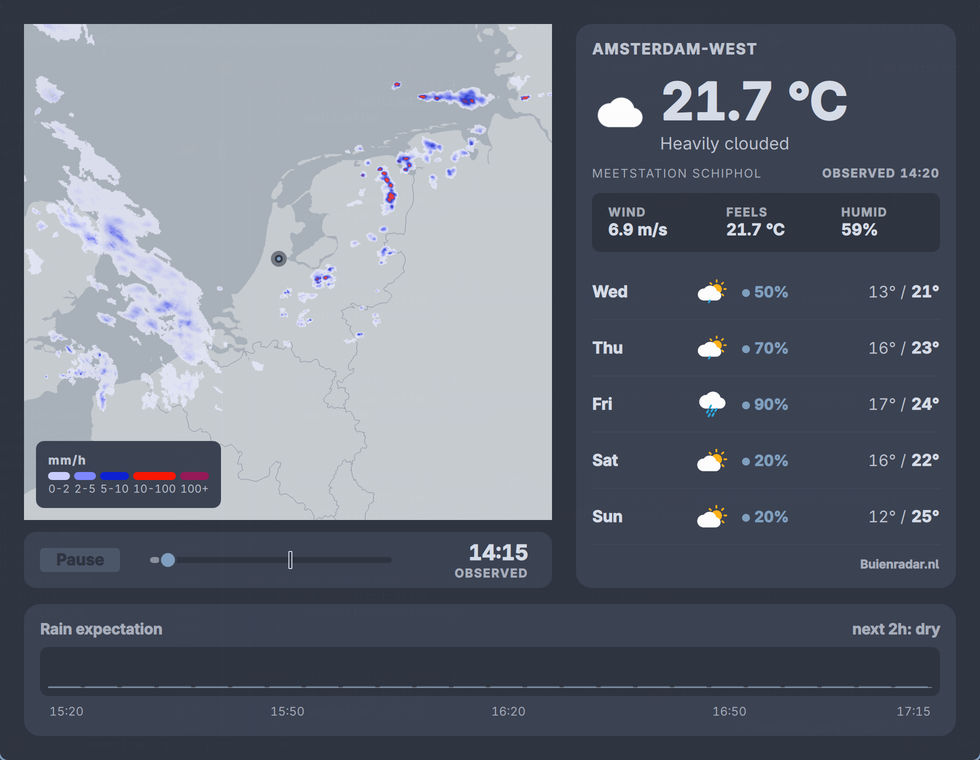 AMSTERDAM-WEST
21.7 °C
Heavily clouded
MEETSTATION SCHIPHOL OBSERVED 14:20
WIND FEELS HUMID
6.9 m/s 21.7 °C 59%
Wed 50% 13° / 21°
Thu 70% 16° / 23°
Fri 90% 17° / 24°
Sat 20% 16° / 22°
Sun 20% 12° / 25°
Buienradar.nl
mm/h
0-2 2-5 5-10 10-100 100+
Pause 14:15
OBSERVED
Rain expectation next 2h: dry
15:20 15:50 16:20 16:50 17:15